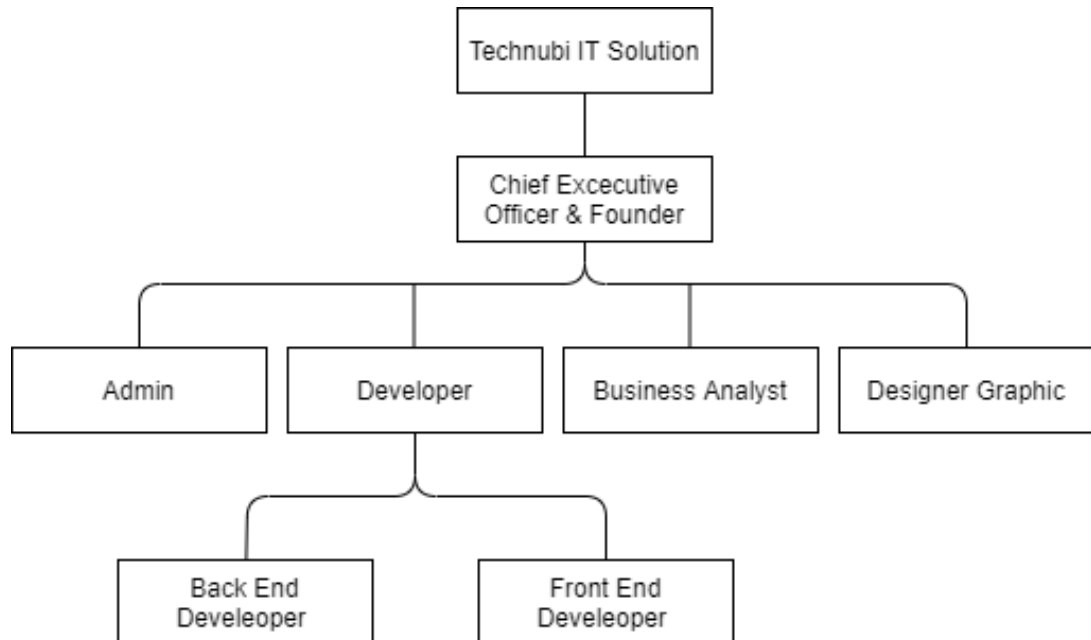 Technubi IT Solution
Chief Excecutive
Officer & Founder
Admin
Developer
Business Analyst
Designer Graphic
Back End
Develeoper
Front End
Develeoper